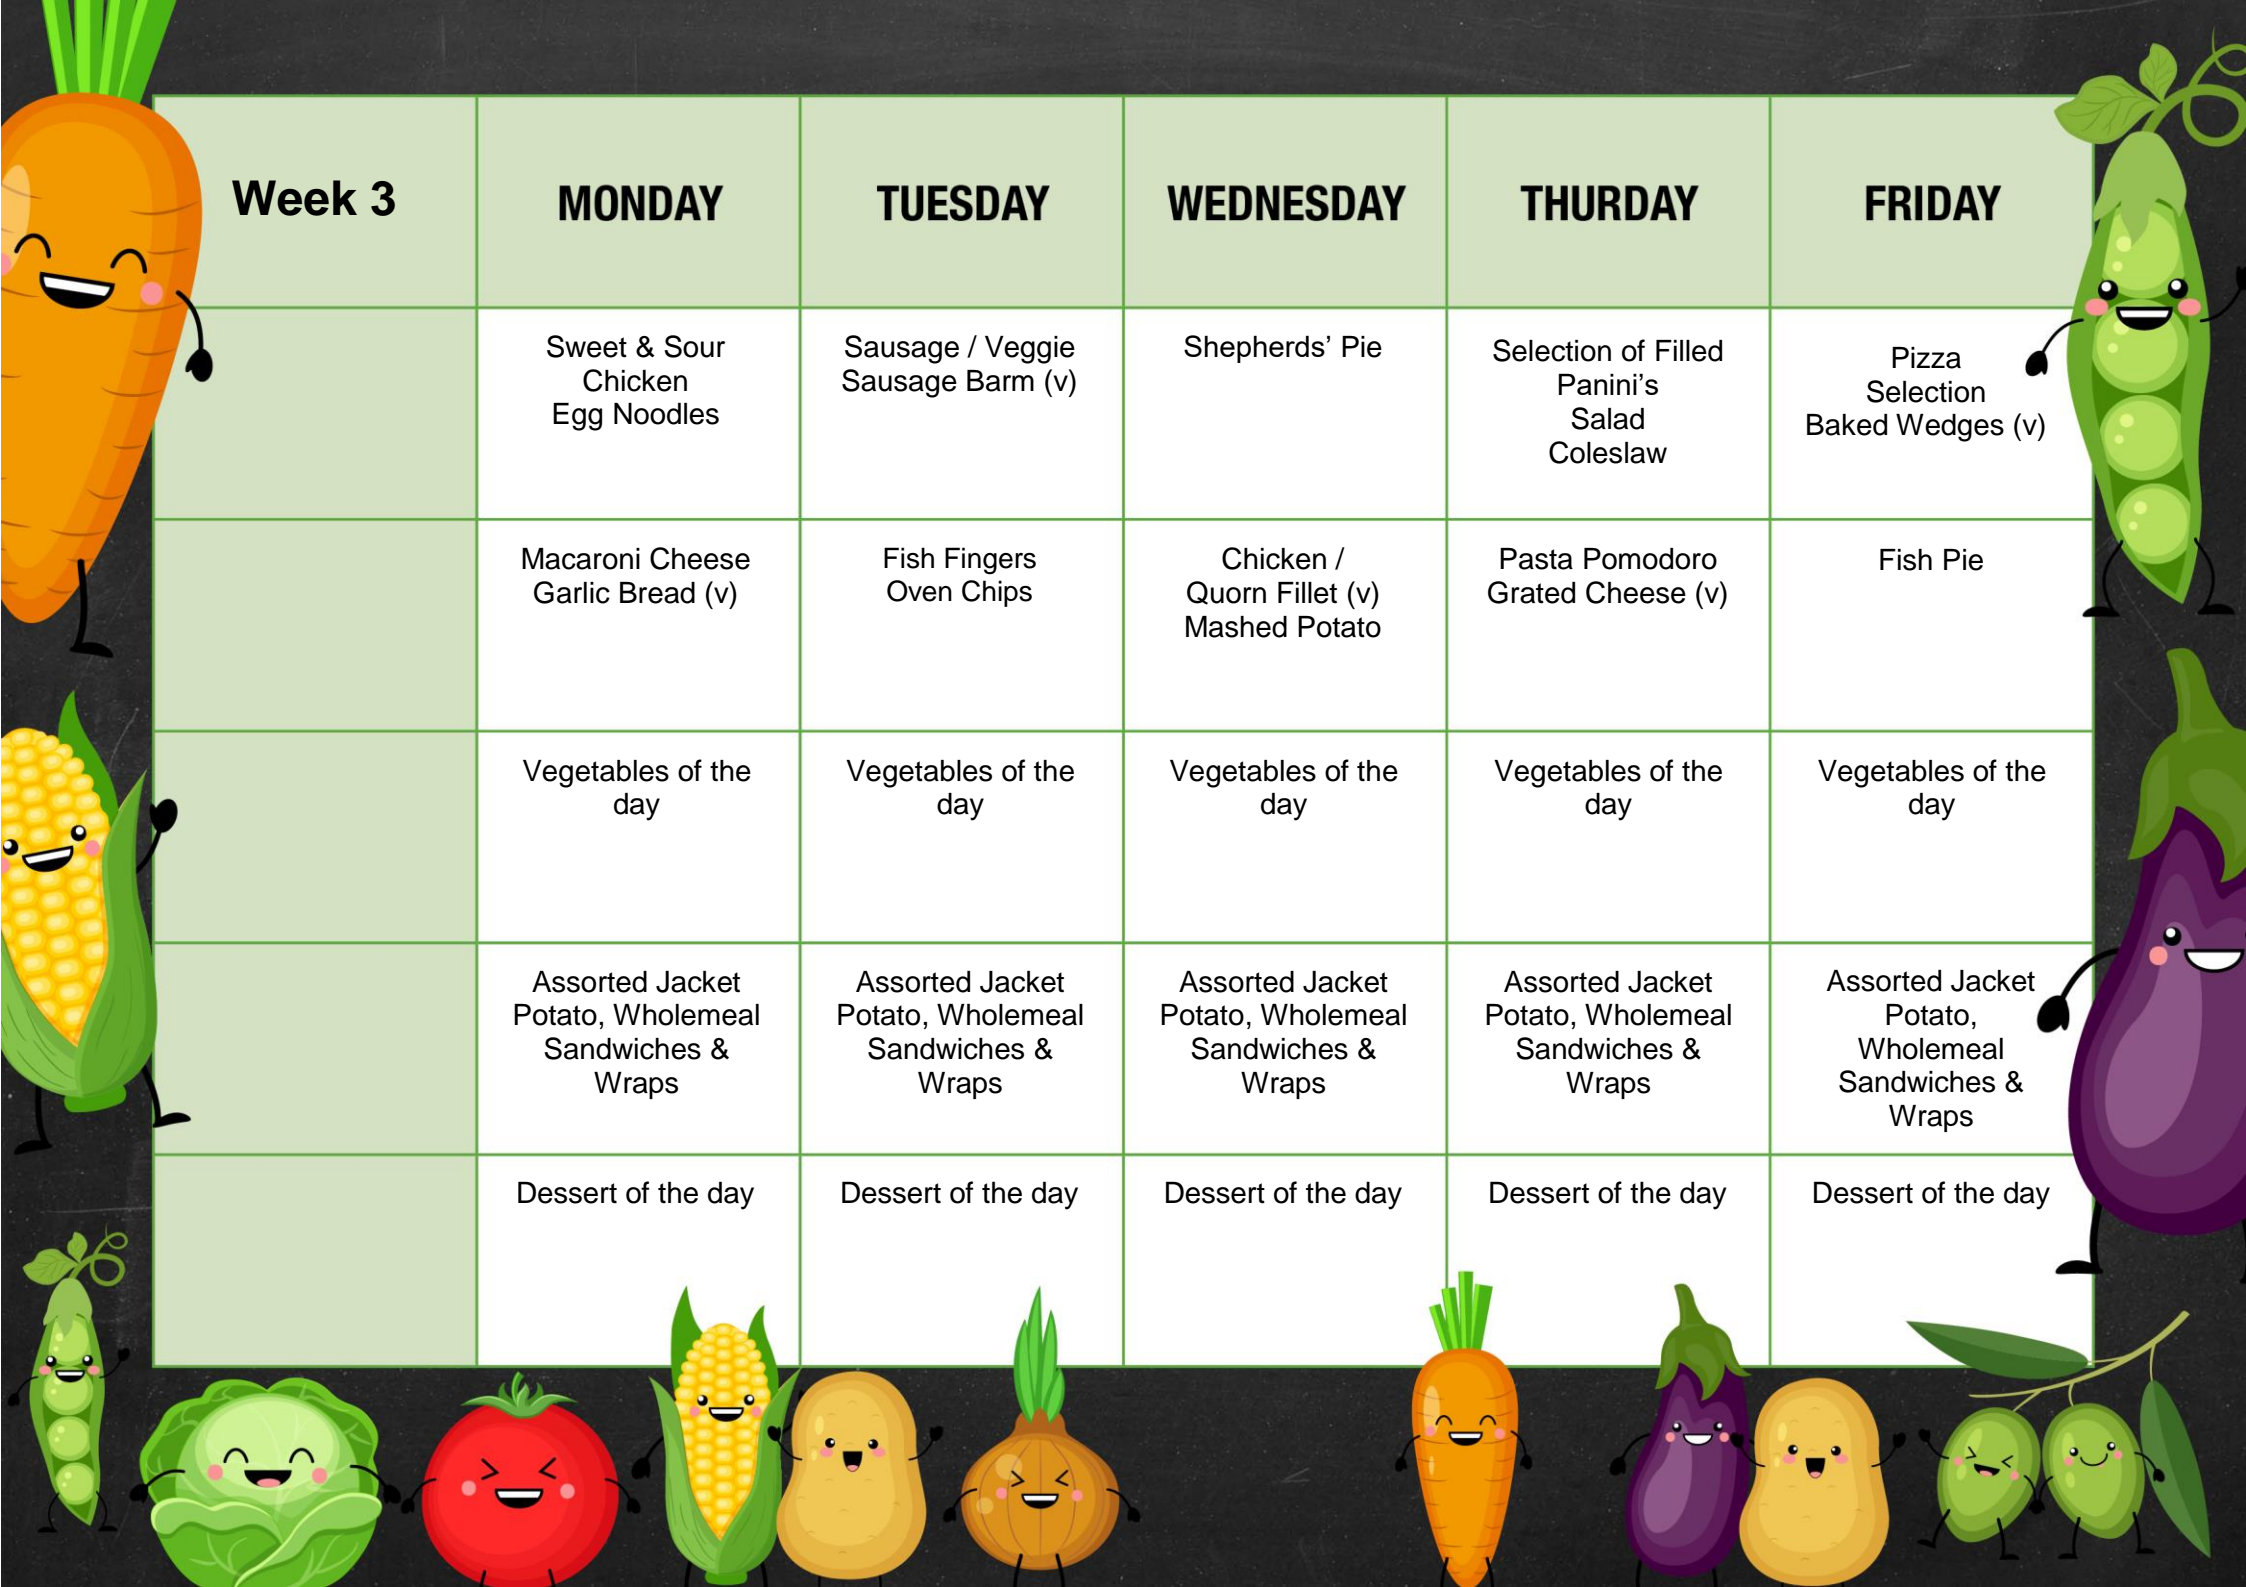 Week 3
MONDAY
TUESDAY
WEDNESDAY
THURDAY
FRIDAY
Sweet & Sour
Chicken
Egg Noodles
Sausage / Veggie
Sausage Barm (v)
Shepherds’ Pie
Selection of Filled
Panini’s
Salad
Coleslaw
Pizza
Selection
Baked Wedges (v)
Macaroni Cheese
Garlic Bread (v)
Fish Fingers
Oven Chips
Chicken /
Quorn Fillet (v)
Mashed Potato
Pasta Pomodoro
Grated Cheese (v)
Fish Pie
Vegetables of the
day
Vegetables of the
day
Vegetables of the
day
Vegetables of the
day
Vegetables of the
day
Assorted Jacket
Potato, Wholemeal
Sandwiches &
Wraps
Assorted Jacket
Potato, Wholemeal
Sandwiches &
Wraps
Assorted Jacket
Potato, Wholemeal
Sandwiches &
Wraps
Assorted Jacket
Potato, Wholemeal
Sandwiches &
Wraps
Assorted Jacket
Potato,
Wholemeal
Sandwiches &
Wraps
Dessert of the day
Dessert of the day
Dessert of the day
Dessert of the day
Dessert of the day